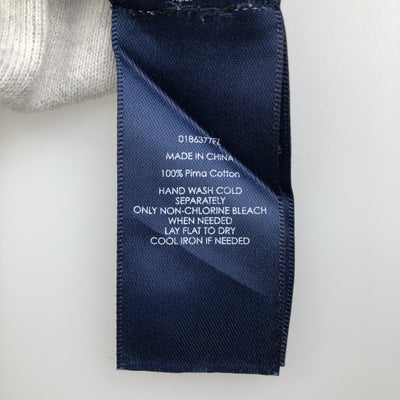 0186377FZ
MADE IN CHINA
100% Pima Cotton
HAND WASH COLD
SEPARATELY
ONLY NON-CHLORINE BLEACH
WHEN NEEDED
LAY FLAT TO DRY
COOL IRON IF NEEDED